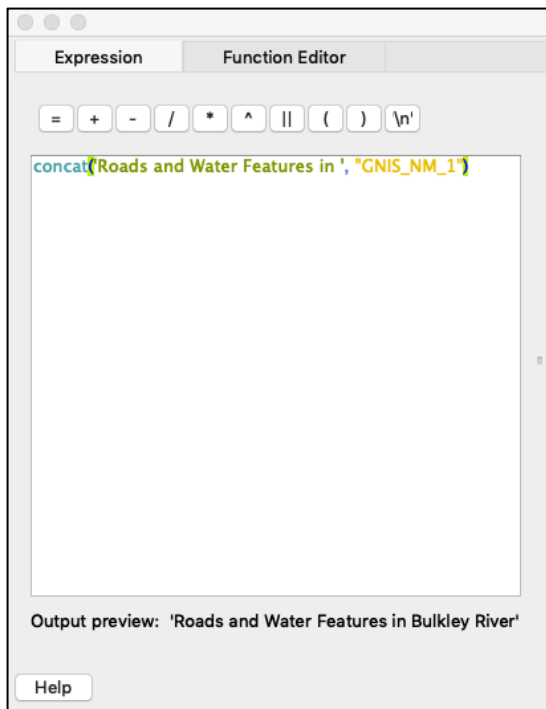 Expression Function Editor
= + - / * ^ || ( ) '\n'
concat('Roads and Water Features in ', "GNIS_NM_1")
Output preview: 'Roads and Water Features in Bulkley River'
Help